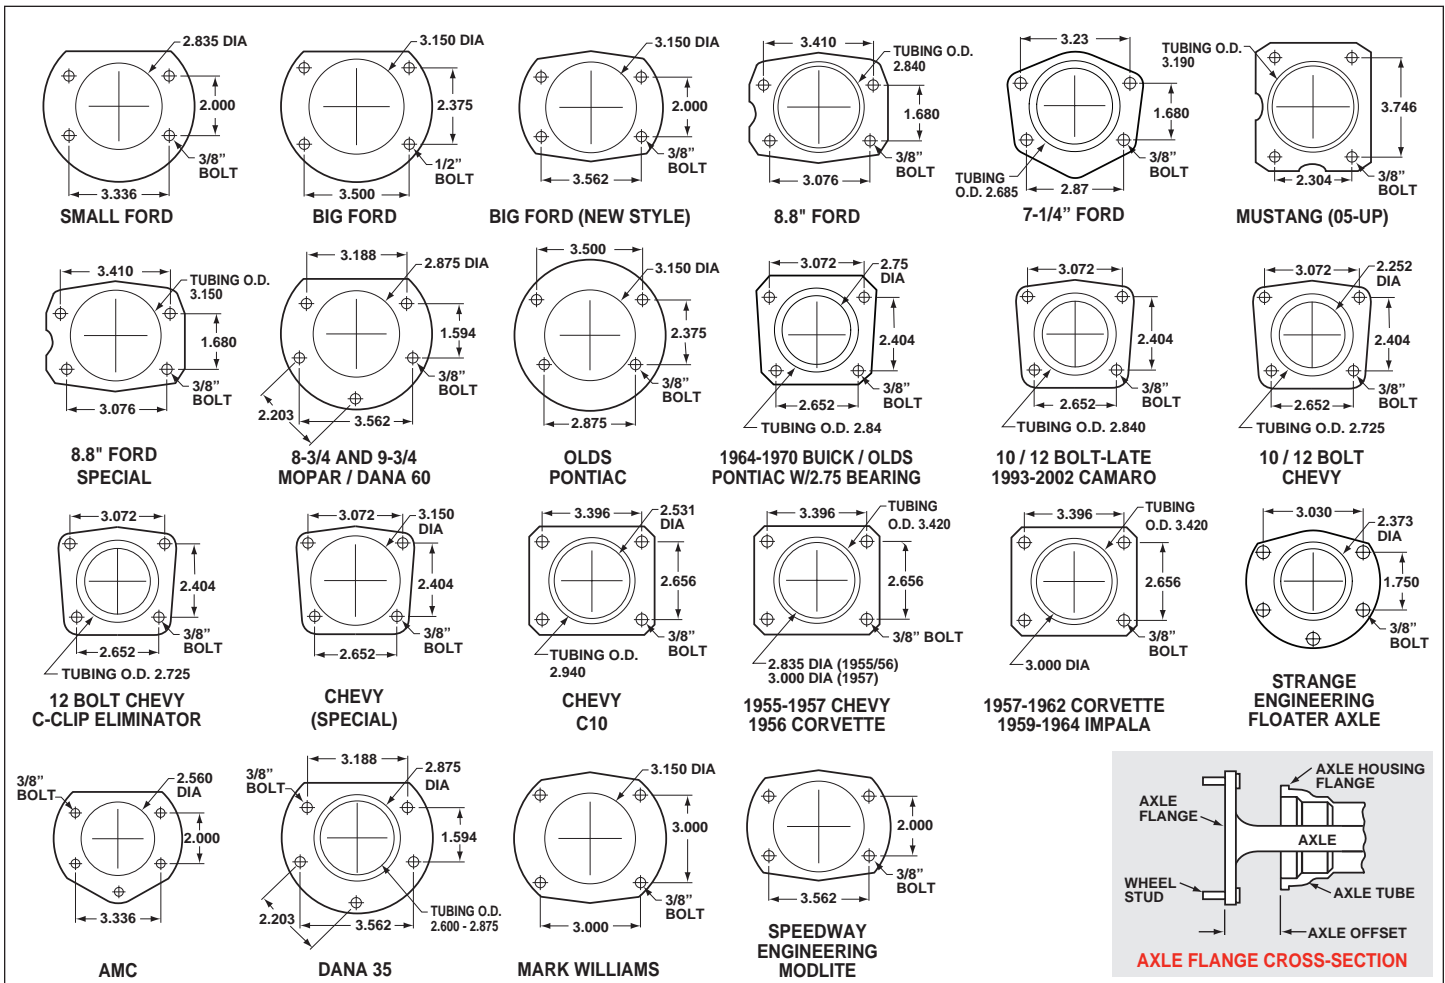 2.835 DIA
2.000
3/8”
BOLT
3.336
SMALL FORD
3.150 DIA
2.375
1/2”
BOLT
3.500
BIG FORD
3.150 DIA
2.000
3/8”
BOLT
3.562
BIG FORD (NEW STYLE)
3.410
TUBING O.D.
2.840
1.680
3/8”
BOLT
3.076
8.8" FORD
3.23
1.680
3/8”
BOLT
TUBING
O.D. 2.685
2.87
7-1/4” FORD
TUBING O.D.
3.190
3.746
3/8”
BOLT
2.304
MUSTANG (05-UP)
3.410
TUBING O.D.
3.150
1.680
3/8”
BOLT
3.076
8.8" FORD
SPECIAL
3.188
2.875 DIA
1.594
3/8”
BOLT
2.203
3.562
8-3/4 AND 9-3/4
MOPAR / DANA 60
3.500
3.150 DIA
2.375
3/8”
BOLT
2.875
OLDS
PONTIAC
3.072
2.75
DIA
2.404
3/8”
BOLT
2.652
TUBING O.D. 2.84
1964-1970 BUICK / OLDS
PONTIAC W/2.75 BEARING
3.072
2.404
3/8”
BOLT
2.652
TUBING O.D. 2.840
10 / 12 BOLT-LATE
1993-2002 CAMARO
3.072
2.252
DIA
2.404
3/8”
BOLT
2.652
TUBING O.D. 2.725
10 / 12 BOLT
CHEVY
3.072
2.404
3/8”
BOLT
2.652
TUBING O.D. 2.725
12 BOLT CHEVY
C-CLIP ELIMINATOR
3.072
3.150
DIA
2.404
3/8”
BOLT
2.652
CHEVY
(SPECIAL)
3.396
2.531
DIA
2.656
3/8”
BOLT
TUBING O.D.
2.940
CHEVY
C10
3.396
TUBING
O.D. 3.420
2.656
3/8” BOLT
2.835 DIA (1955/56)
3.000 DIA (1957)
1955-1957 CHEVY
1956 CORVETTE
3.396
TUBING
O.D. 3.420
2.656
3/8”
BOLT
3.000 DIA
1957-1962 CORVETTE
1959-1964 IMPALA
3.030
2.373
DIA
1.750
3/8”
BOLT
STRANGE
ENGINEERING
FLOATER AXLE
3/8”
BOLT
2.560
DIA
2.000
3.336
AMC
3/8”
BOLT
3.188
2.875
DIA
1.594
2.203
3.562
TUBING O.D.
2.600 - 2.875
DANA 35
3.150 DIA
3.000
3/8”
BOLT
3.000
MARK WILLIAMS
2.000
3/8”
BOLT
3.562
SPEEDWAY
ENGINEERING
MODLITE
AXLE HOUSING
FLANGE
AXLE
FLANGE
AXLE
WHEEL
STUD
AXLE TUBE
AXLE OFFSET
AXLE FLANGE CROSS-SECTION